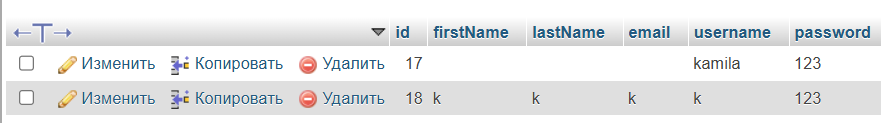 id firstName lastName email username password
Изменить Копировать Удалить 17 kamila 123
Изменить Копировать Удалить 18 k k k k 123